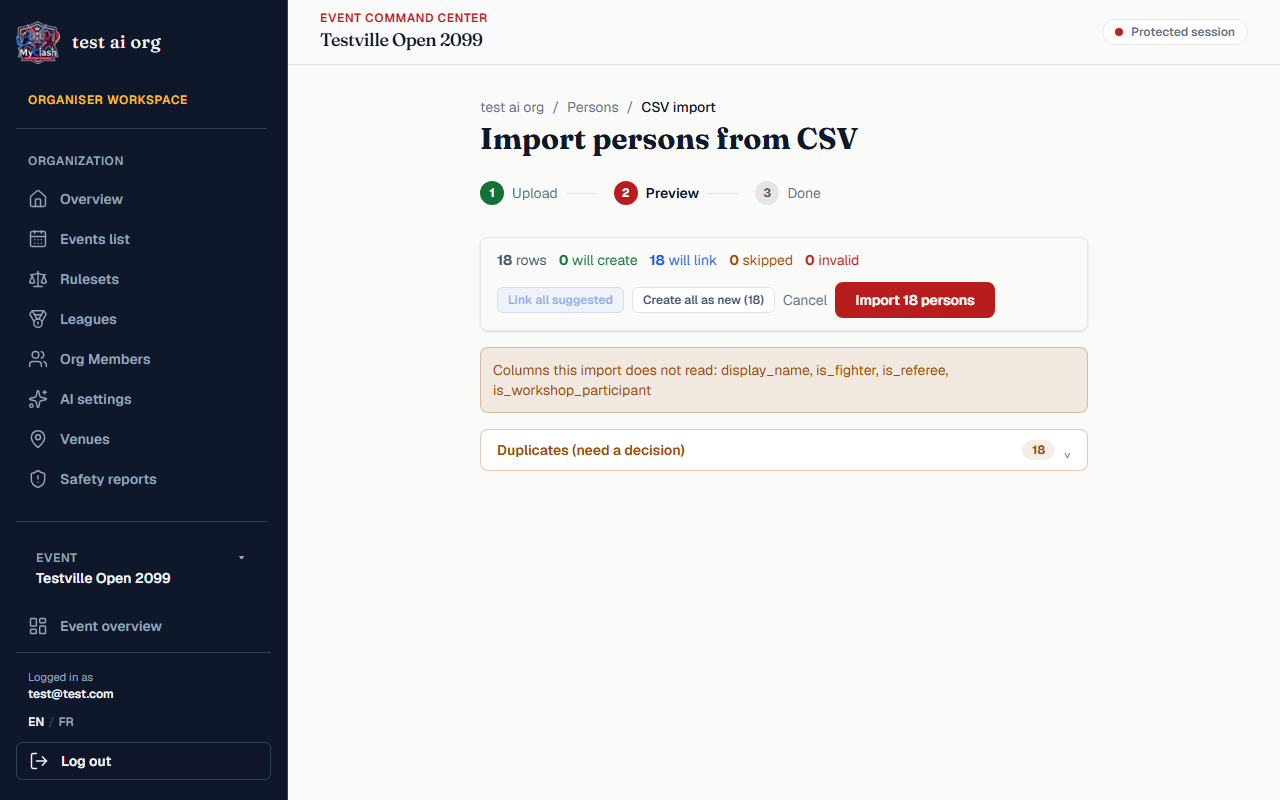 MyClash
test ai org
ORGANISER WORKSPACE
ORGANIZATION
Overview
Events list
Rulesets
Leagues
Org Members
AI settings
Venues
Safety reports
EVENT
Testville Open 2099
Event overview
Logged in as
test@test.com
EN / FR
Log out
EVENT COMMAND CENTER
Testville Open 2099
Protected session
test ai org / Persons / CSV import
Import persons from CSV
1 Upload 2 Preview 3 Done
18 rows 0 will create 18 will link 0 skipped 0 invalid
Link all suggested Create all as new (18) Cancel Import 18 persons
Columns this import does not read: display_name, is_fighter, is_referee,
is_workshop_participant
Duplicates (need a decision) 18 v